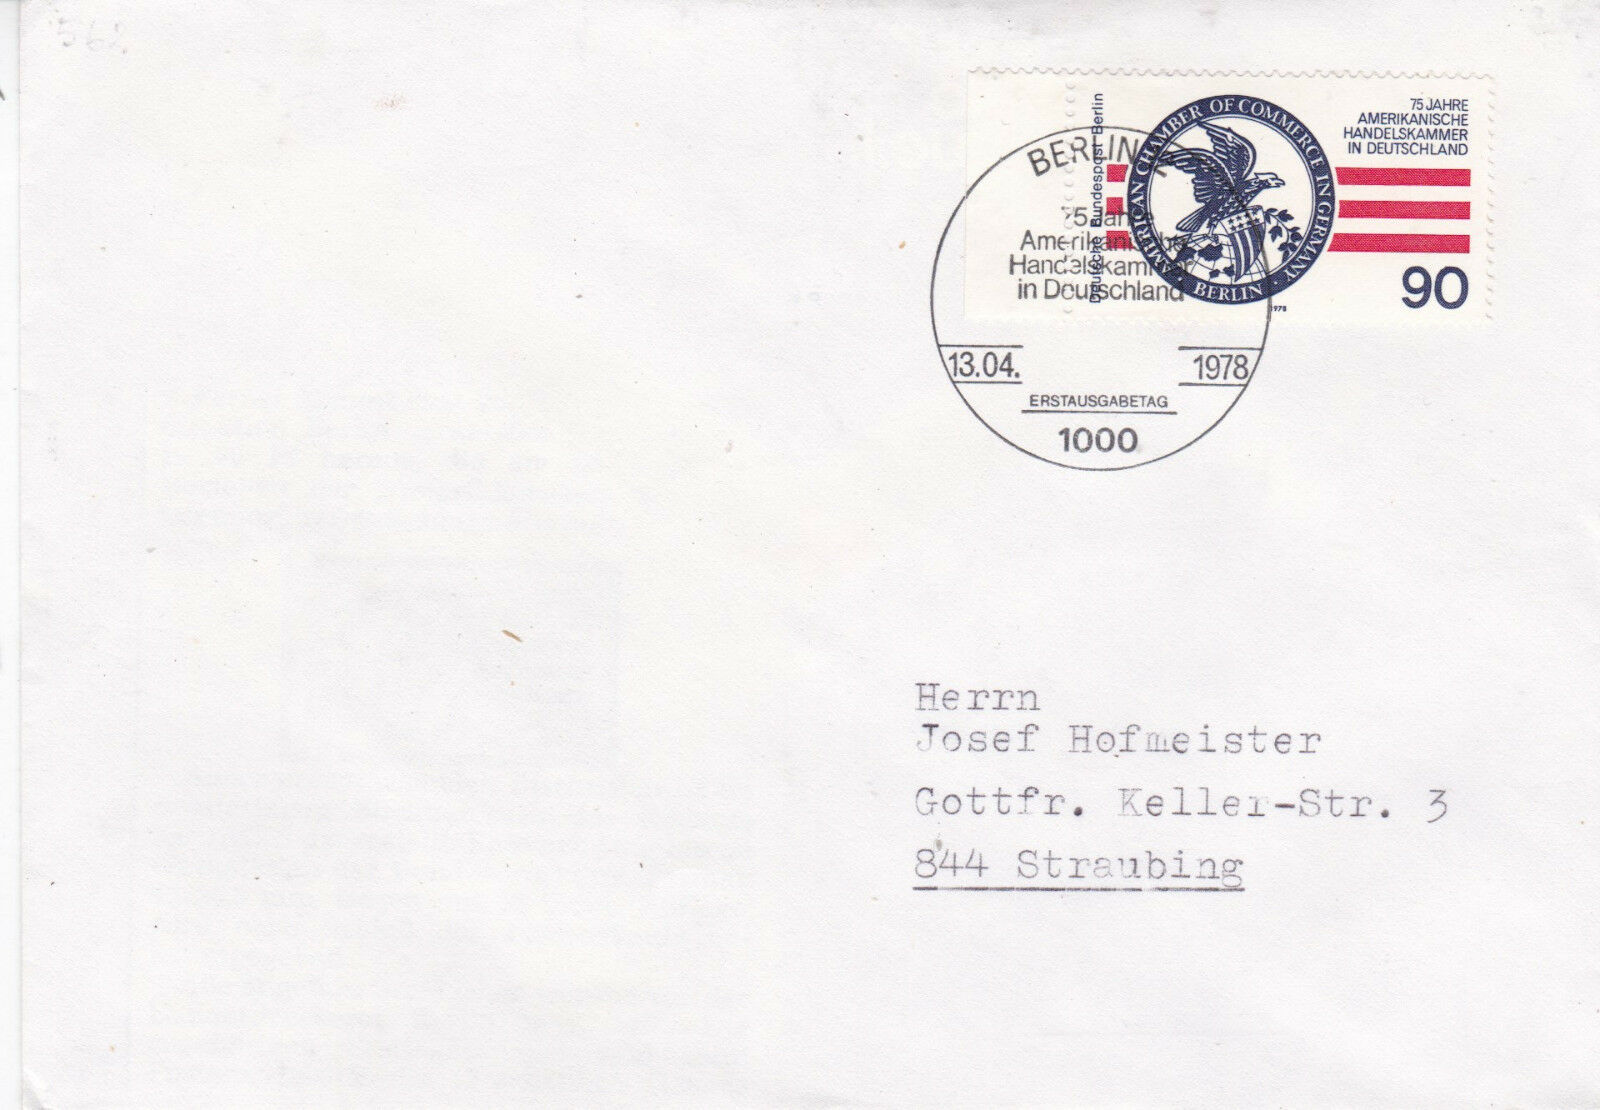 562
75 JAHRE
AMERIKANISCHE
HANDELSKAMMER
IN DEUTSCHLAND
Deutsche Bundespost Berlin
AMERICAN CHAMBER OF COMMERCE IN GERMANY
· BERLIN ·
90
1978
BERLIN
75 Jahre
Amerikanische
Handelskammer
in Deutschland
13.04. 1978
ERSTAUSGABETAG
1000
Herrn
Josef Hofmeister
Gottfr. Keller-Str. 3
844 Straubing